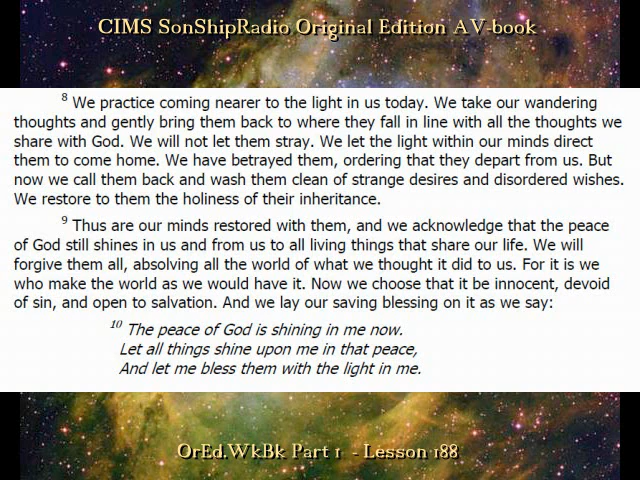 CIMS SonShipRadio Original Edition AV-book
8 We practice coming nearer to the light in us today. We take our wandering
thoughts and gently bring them back to where they fall in line with all the thoughts we
share with God. We will not let them stray. We let the light within our minds direct
them to come home. We have betrayed them, ordering that they depart from us. But
now we call them back and wash them clean of strange desires and disordered wishes.
We restore to them the holiness of their inheritance.
9 Thus are our minds restored with them, and we acknowledge that the peace
of God still shines in us and from us to all living things that share our life. We will
forgive them all, absolving all the world of what we thought it did to us. For it is we
who make the world as we would have it. Now we choose that it be innocent, devoid
of sin, and open to salvation. And we lay our saving blessing on it as we say:
10 The peace of God is shining in me now.
Let all things shine upon me in that peace,
And let me bless them with the light in me.
OrEd.WkBk Part 1 - Lesson 188